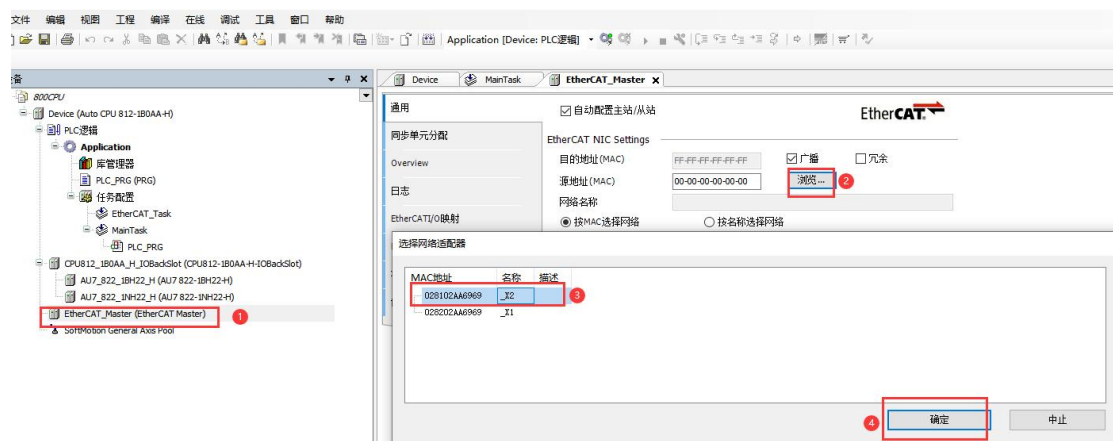 文件 编辑 视图 工程 编译 在线 调试 工具 窗口 帮助
Application [Device: PLC逻辑]
备
800CPU
Device (Auto CPU 812-1B0AA-H)
PLC逻辑
Application
库管理器
PLC_PRG (PRG)
任务配置
EtherCAT_Task
MainTask
PLC_PRG
CPU812_1B0AA_H_IOBackSlot (CPU812-1B0AA-H-IOBackSlot)
AU7_822_1BH22_H (AU7 822-1BH22-H)
AU7_822_1NH22_H (AU7 822-1NH22-H)
EtherCAT_Master (EtherCAT Master) 1
SoftMotion General Axis Pool
Device MainTask EtherCAT_Master x
通用
同步单元分配
Overview
日志
EtherCATI/O映射
自动配置主站/从站 EtherCAT.
EtherCAT NIC Settings
目的地址(MAC) FF-FF-FF-FF-FF-FF 广播 冗余
源地址(MAC) 00-00-00-00-00-00 浏览... 2
网络名称
按MAC选择网络 按名称选择网络
选择网络适配器
MAC地址 名称 描述
028102AA6969 _X2 3
028202AA6969 _X1
4 确定 中止